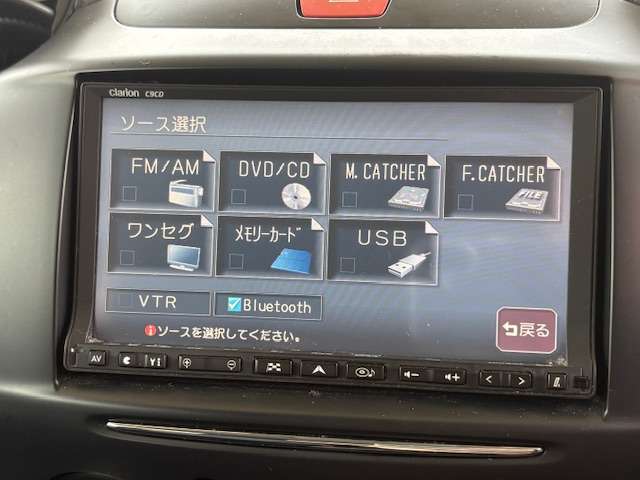 Clarion C9CD
ソース選択
FM/AM DVD/CD M. CATCHER F. CATCHER
FILE
ワンセグ ﾒﾓﾘｰｶｰﾄﾞ USB
VTR Bluetooth
ソースを選択してください。
戻る
AV